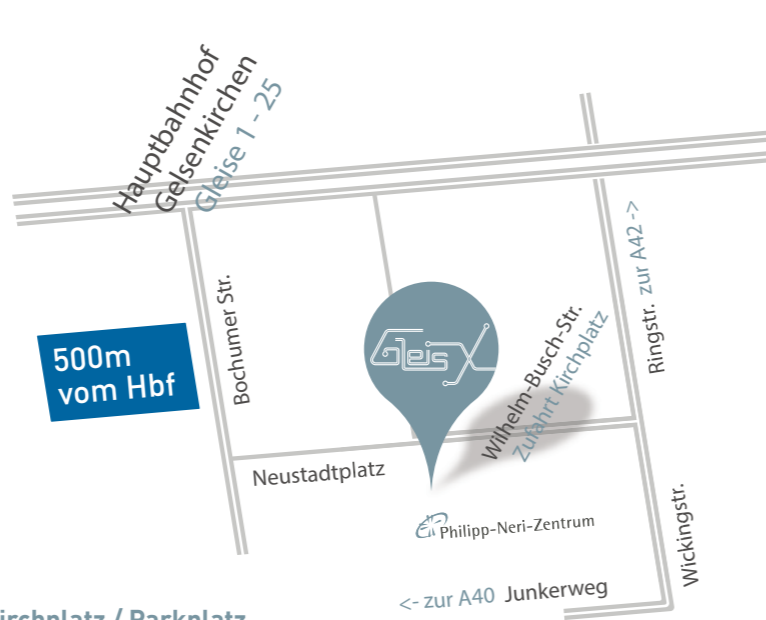 Hauptbahnhof
Gelsenkirchen
Gleise 1 - 25
zur A42 ->
Ringstr.
Bochumer Str.
500m
vom Hbf
GleisX
Wilhelm-Busch-Str.
Zufahrt Kirchplatz
Neustadtplatz
Philipp-Neri-Zentrum
Wickingstr.
<- zur A40 Junkerweg
/ Parkplatz